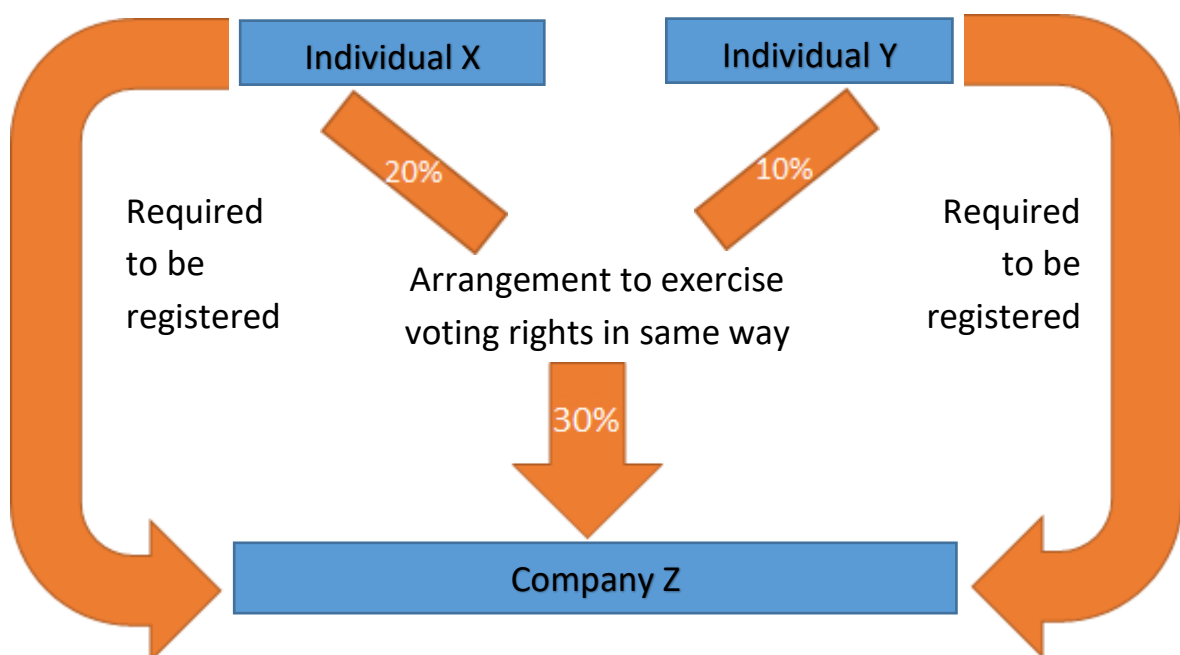 Individual X
Individual Y
20%
10%
Required
to be
registered
Required
to be
registered
Arrangement to exercise
voting rights in same way
30%
Company Z